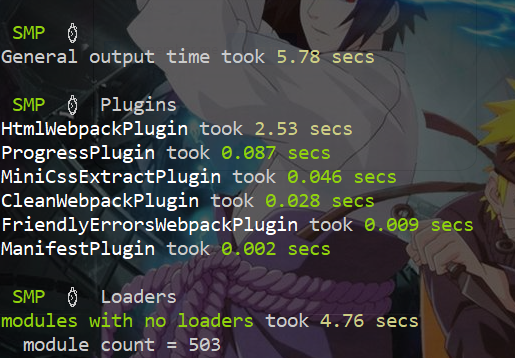 SMP ⏱
General output time took 5.78 secs
SMP ⏱ Plugins
HtmlWebpackPlugin took 2.53 secs
ProgressPlugin took 0.087 secs
MiniCssExtractPlugin took 0.046 secs
CleanWebpackPlugin took 0.028 secs
FriendlyErrorsWebpackPlugin took 0.009 secs
ManifestPlugin took 0.002 secs
SMP ⏱ Loaders
modules with no loaders took 4.76 secs
module count = 503